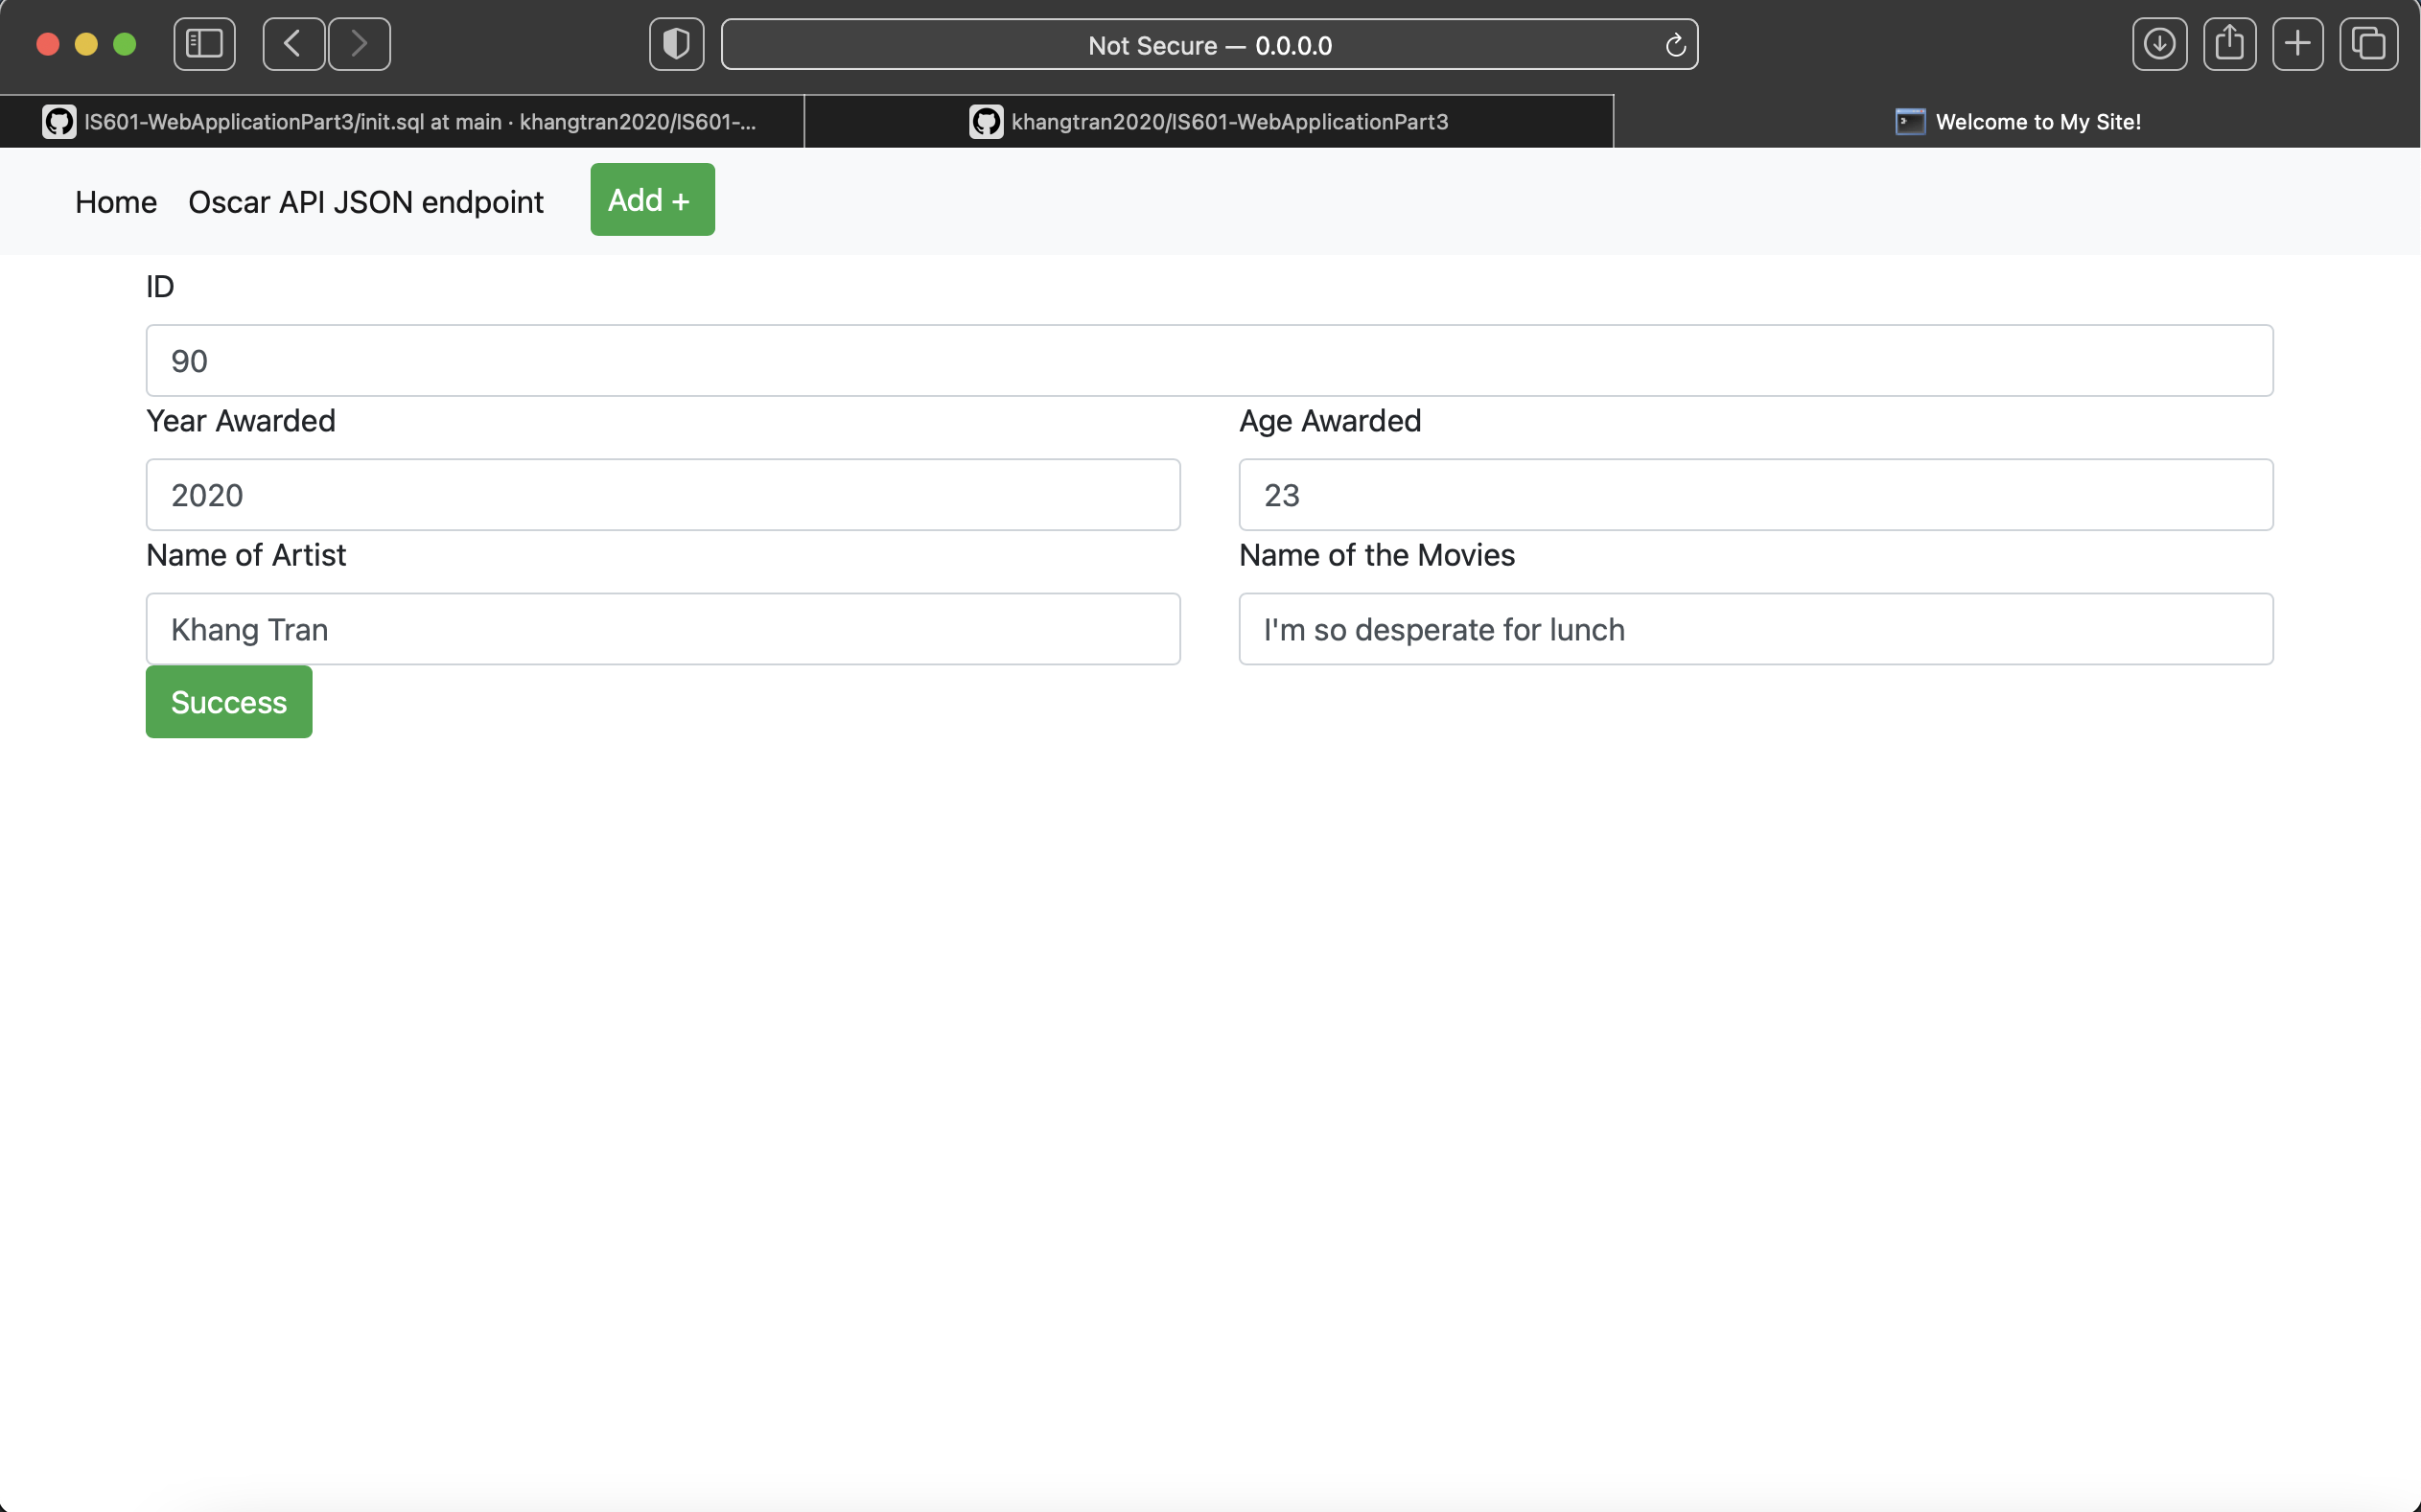 Not Secure — 0.0.0.0
IS601-WebApplicationPart3/init.sql at main · khangtran2020/IS601-...
khangtran2020/IS601-WebApplicationPart3
Welcome to My Site!
Home Oscar API JSON endpoint Add +
ID
90
Year Awarded Age Awarded
2020 23
Name of Artist Name of the Movies
Khang Tran I'm so desperate for lunch
Success